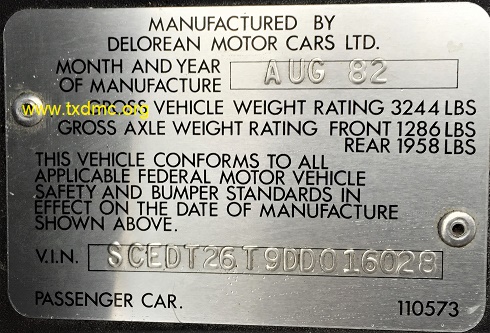 MANUFACTURED BY
DELOREAN MOTOR CARS LTD.
MONTH AND YEAR
OF MANUFACTURE AUG 82
www.txdmc.org
VEHICLE WEIGHT RATING 3244 LBS
GROSS AXLE WEIGHT RATING FRONT 1286 LBS
REAR 1958 LBS
THIS VEHICLE CONFORMS TO ALL
APPLICABLE FEDERAL MOTOR VEHICLE
SAFETY AND BUMPER STANDARDS IN
EFFECT ON THE DATE OF MANUFACTURE
SHOWN ABOVE.
V.I.N. SCEDT26T9DD016028
PASSENGER CAR. 110573